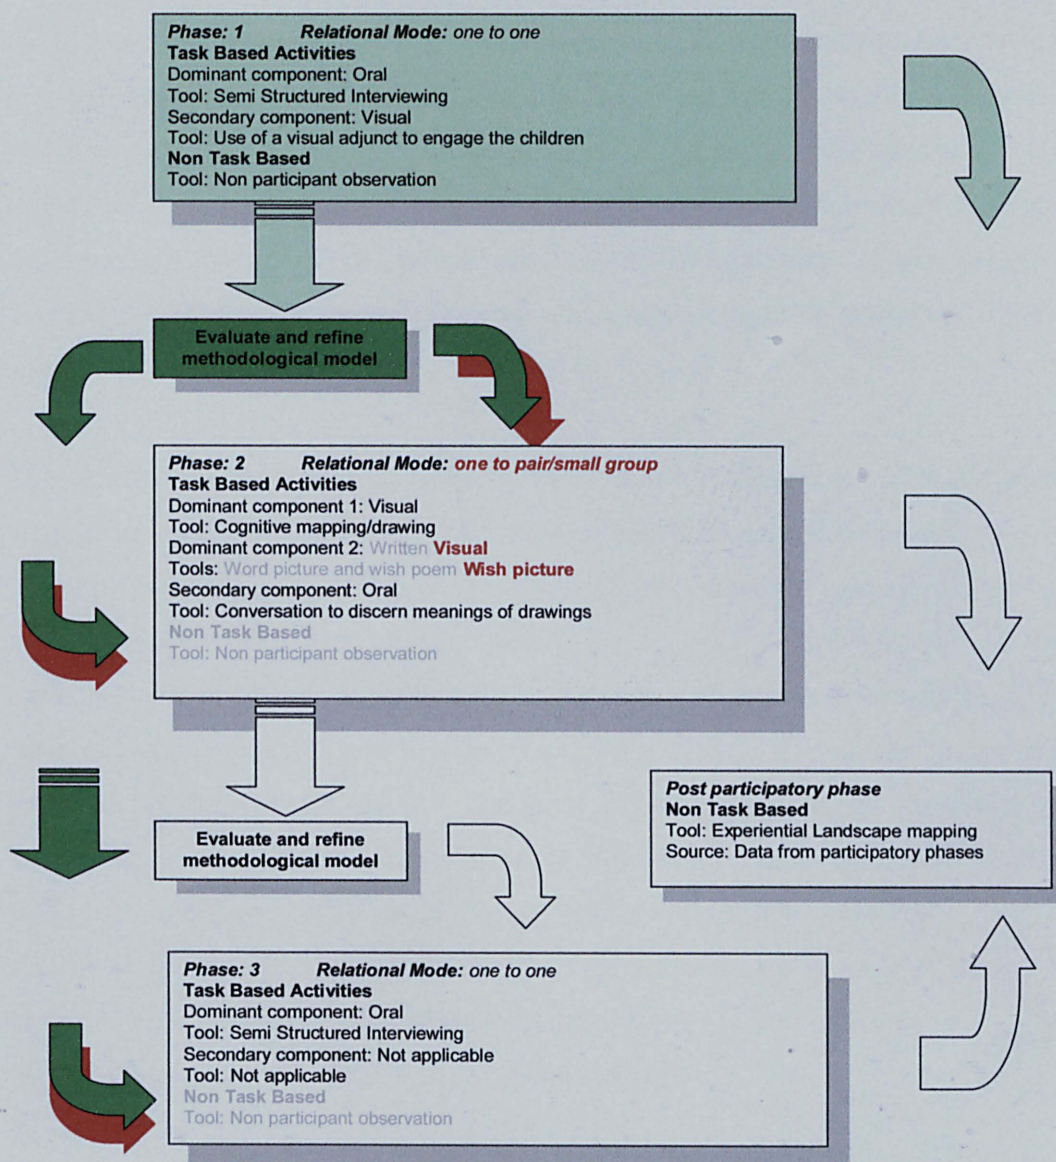 Phase: 1 Relational Mode: one to one
Task Based Activities
Dominant component: Oral
Tool: Semi Structured Interviewing
Secondary component: Visual
Tool: Use of a visual adjunct to engage the children
Non Task Based
Tool: Non participant observation
Evaluate and refine
methodological model
Phase: 2 Relational Mode: one to pair/small group
Task Based Activities
Dominant component 1: Visual
Tool: Cognitive mapping/drawing
Dominant component 2: Written Visual
Tools: Word picture and wish poem Wish picture
Secondary component: Oral
Tool: Conversation to discern meanings of drawings
Non Task Based
Tool: Non participant observation
Evaluate and refine
methodological model
Post participatory phase
Non Task Based
Tool: Experiential Landscape mapping
Source: Data from participatory phases
Phase: 3 Relational Mode: one to one
Task Based Activities
Dominant component: Oral
Tool: Semi Structured Interviewing
Secondary component: Not applicable
Tool: Not applicable
Non Task Based
Tool: Non participant observation